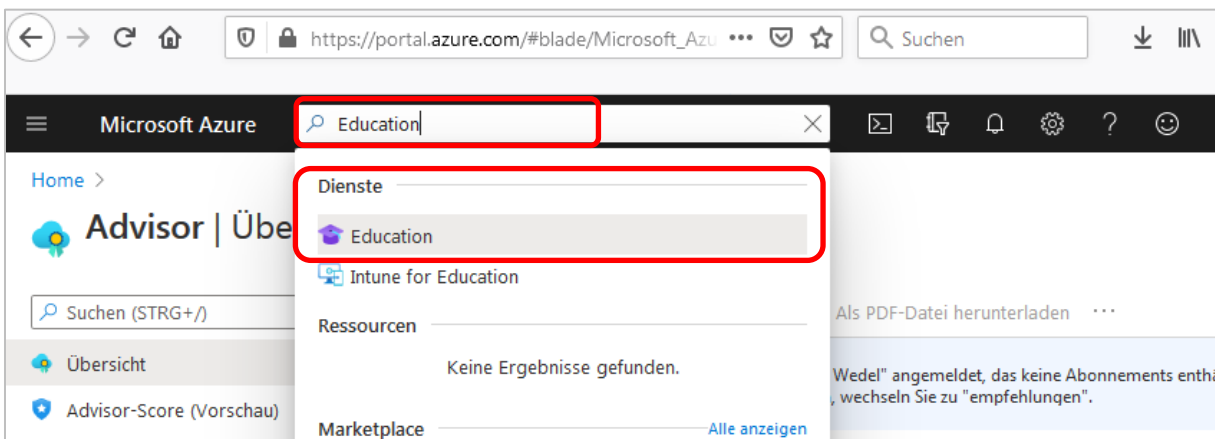 https://portal.azure.com/#blade/Microsoft_Azu
Suchen
Microsoft Azure
Education
Home >
Advisor | Übe
Dienste
Education
Intune for Education
Suchen (STRG+/)
Ressourcen
Als PDF-Datei herunterladen ...
Übersicht
Keine Ergebnisse gefunden.
Wedel" angemeldet, das keine Abonnements enthä
, wechseln Sie zu "empfehlungen".
Advisor-Score (Vorschau)
Marketplace
Alle anzeigen